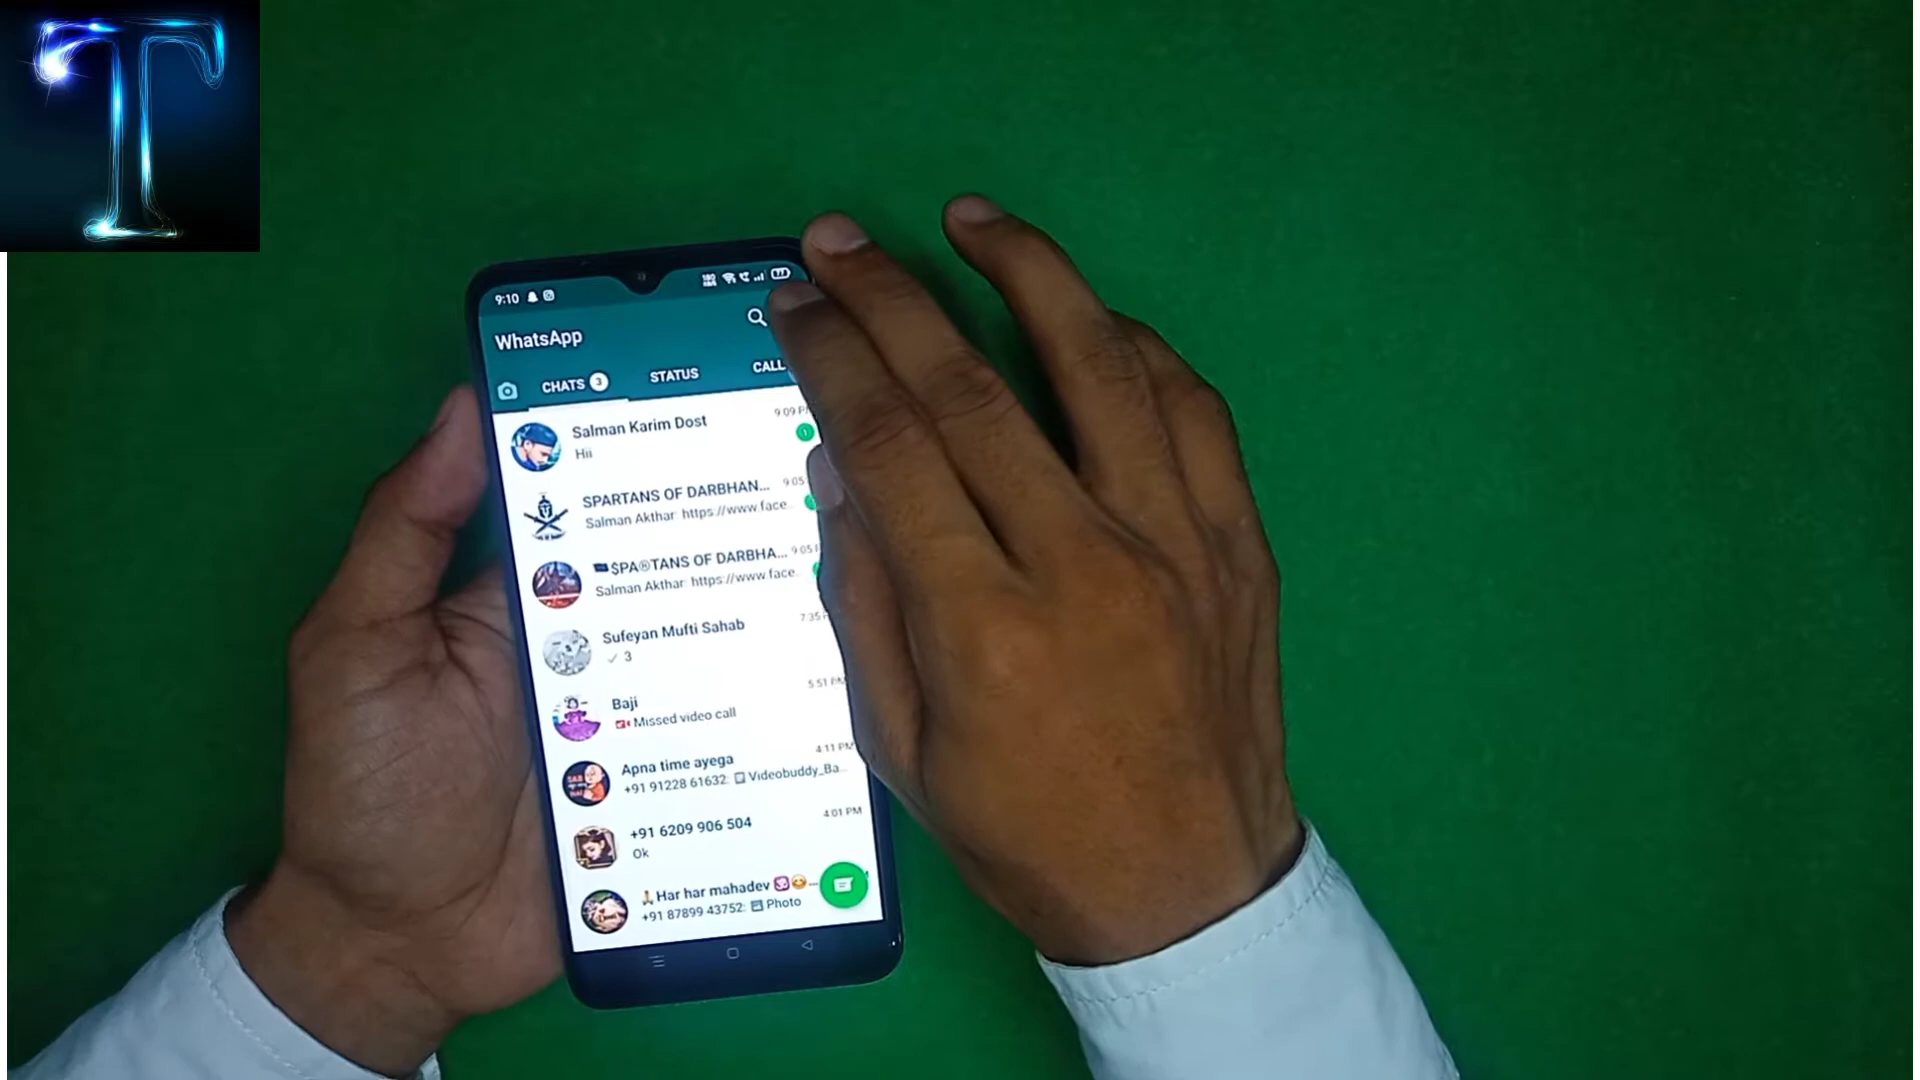 T
9:10
WhatsApp
CHATS 3
STATUS
CALL
Salman Karim Dost
9:09 P
Hii
1
SPARTANS OF DARBHAN...
9:05
Salman Akthar: https://www.face...
$PA®TANS OF DARBHA...
9:05
Salman Akthar: https://www.face...
Sufeyan Mufti Sahab
7:35
✓ 3
Baji
5:51 PM
Missed video call
Apna time ayega
4:11 PM
+91 91228 61632: Videobuddy_Ba...
+91 6209 906 504
4:01 PM
Ok
🙏Har har mahadev 🕉😊...
+91 87899 43752: Photo